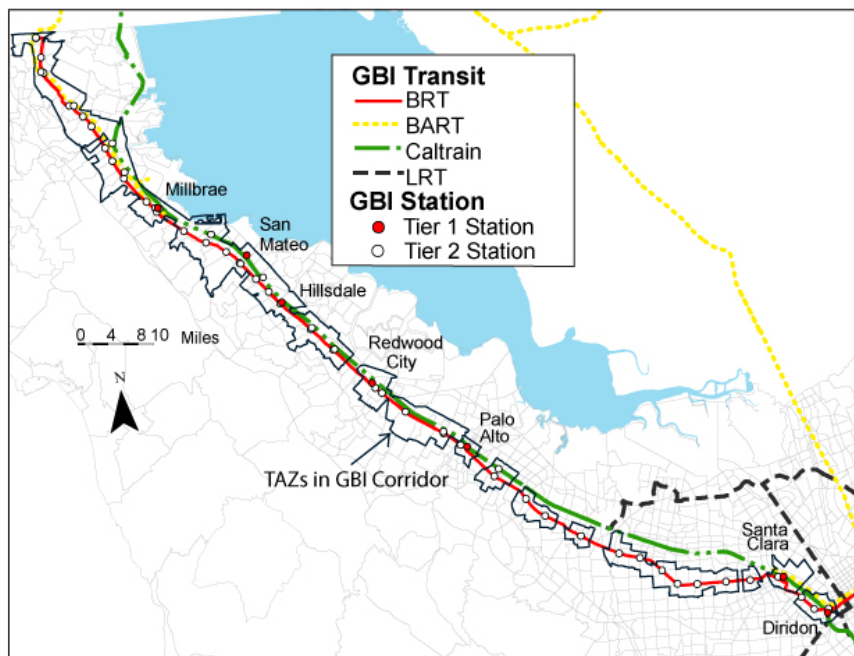 GBI Transit
BRT
BART
Caltrain
LRT
GBI Station
Tier 1 Station
Tier 2 Station
Millbrae
San
Mateo
Hillsdale
0 4 8 10 Miles
N
Redwood
City
Palo
Alto
TAZs in GBI Corridor
Santa
Clara
Diridon